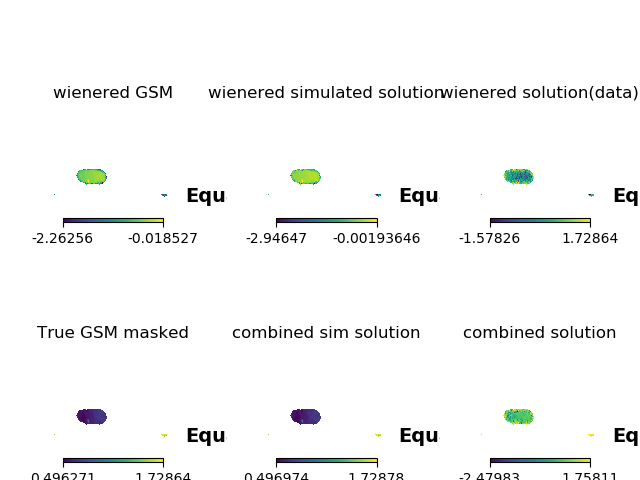 wienered GSM
wienered simulated solution
wienered solution(data)
Equ
Equ
Eq
-2.26256 -0.018527
-2.94647 -0.00193646
-1.57826 1.72864
True GSM masked
combined sim solution
combined solution
Equ
Equ
Eq
0.496271 1.72864
0.496974 1.72878
-2.47983 1.75811